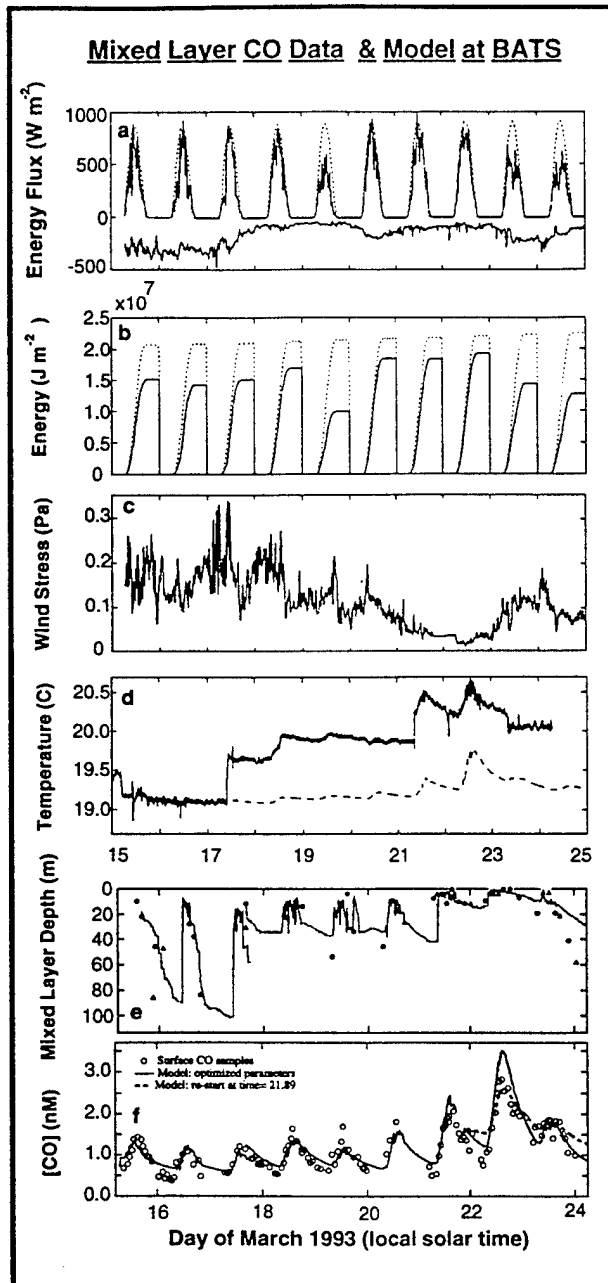 Mixed Layer CO Data & Model at BATS
a
Energy Flux (W m-2)
1000
500
0
-500
x10^7
b
Energy (J m-2)
2.5
2.0
1.5
1.0
0.5
0
c
Wind Stress (Pa)
0.3
0.2
0.1
0
d
Temperature (C)
20.5
20.0
19.5
19.0
15 16 17 18 19 20 21 22 23 24 25
Mixed Layer Depth (m)
0
20
40
60
80
100
e
[CO] (nM)
3.0
2.0
1.0
0.0
Surface CO samples
Model: optimized parameters
Model: re-start at time= 21.89
f
16 18 20 22 24
Day of March 1993 (local solar time)